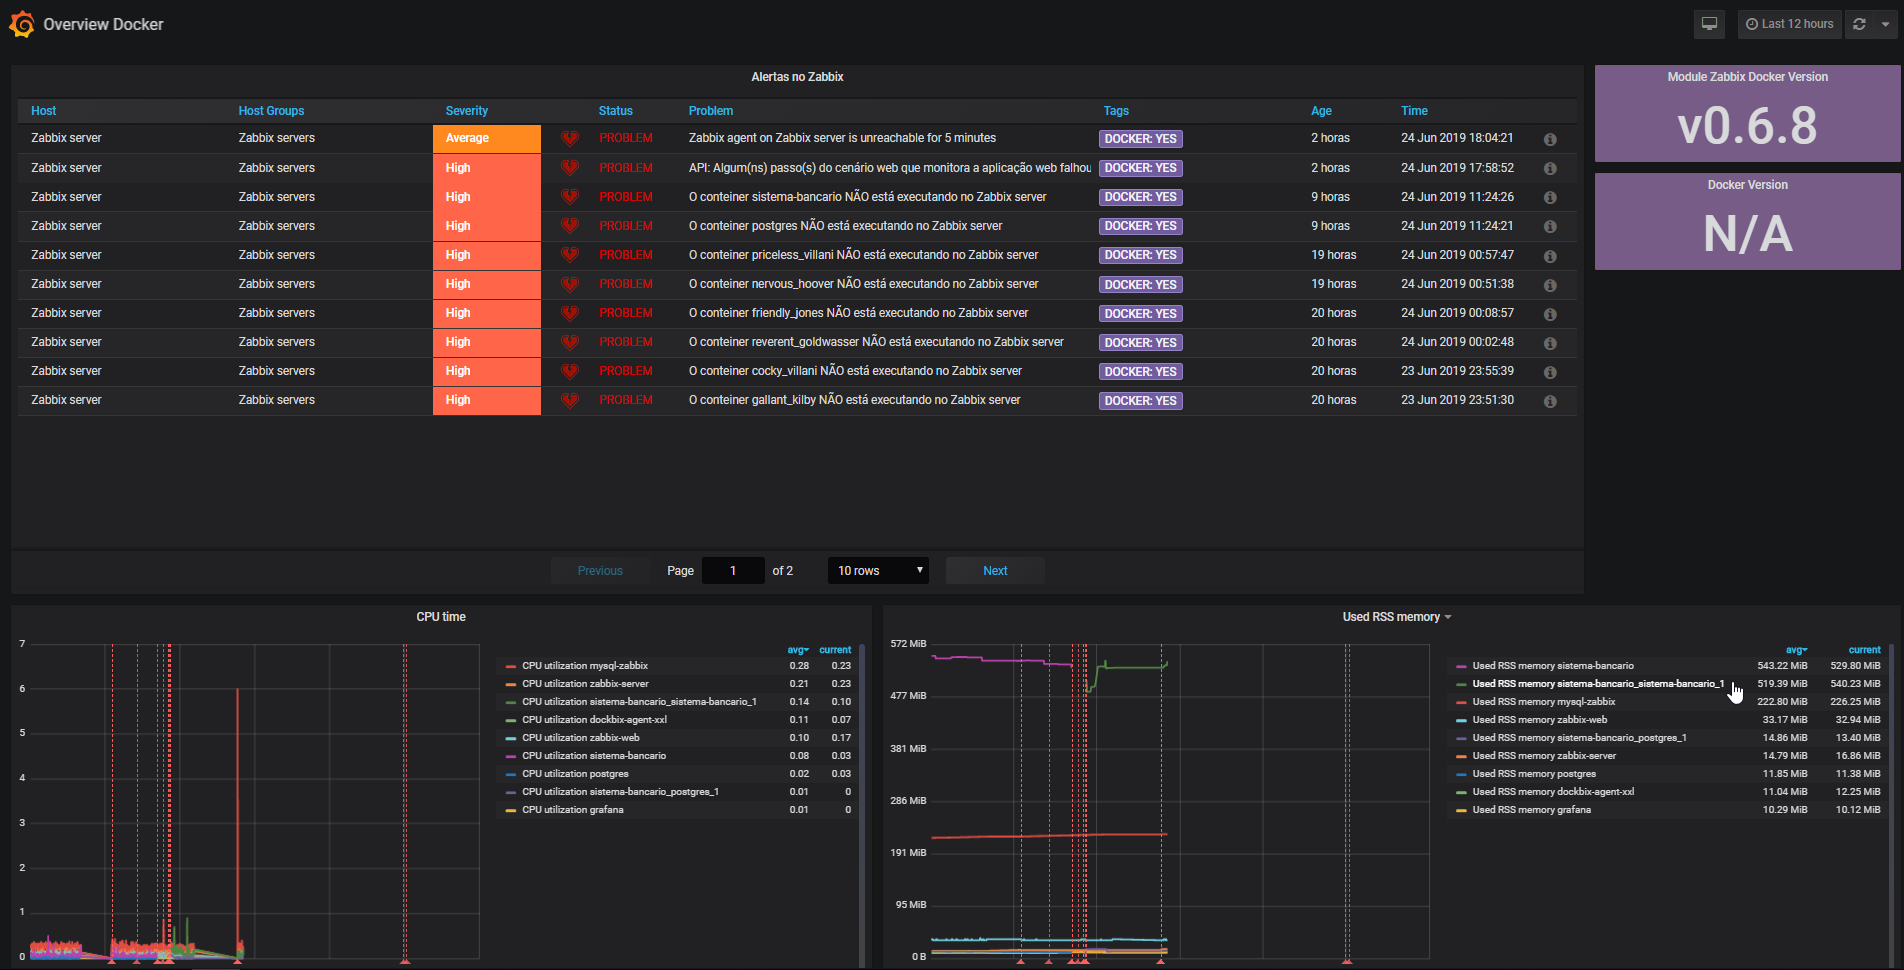 Overview Docker
Last 12 hours
Alertas no Zabbix
Host Host Groups Severity Status Problem Tags Age Time
Zabbix server Zabbix servers Average PROBLEM Zabbix agent on Zabbix server is unreachable for 5 minutes DOCKER: YES 2 horas 24 Jun 2019 18:04:21
Zabbix server Zabbix servers High PROBLEM API: Algum(ns) passo(s) do cenário web que monitora a aplicação web falhou DOCKER: YES 2 horas 24 Jun 2019 17:58:52
Zabbix server Zabbix servers High PROBLEM O conteiner sistema-bancario NÃO está executando no Zabbix server DOCKER: YES 9 horas 24 Jun 2019 11:24:26
Zabbix server Zabbix servers High PROBLEM O conteiner postgres NÃO está executando no Zabbix server DOCKER: YES 9 horas 24 Jun 2019 11:24:21
Zabbix server Zabbix servers High PROBLEM O conteiner priceless_villani NÃO está executando no Zabbix server DOCKER: YES 19 horas 24 Jun 2019 00:57:47
Zabbix server Zabbix servers High PROBLEM O conteiner nervous_hoover NÃO está executando no Zabbix server DOCKER: YES 19 horas 24 Jun 2019 00:51:38
Zabbix server Zabbix servers High PROBLEM O conteiner friendly_jones NÃO está executando no Zabbix server DOCKER: YES 20 horas 24 Jun 2019 00:08:57
Zabbix server Zabbix servers High PROBLEM O conteiner reverent_goldwasser NÃO está executando no Zabbix server DOCKER: YES 20 horas 24 Jun 2019 00:02:48
Zabbix server Zabbix servers High PROBLEM O conteiner cocky_villani NÃO está executando no Zabbix server DOCKER: YES 20 horas 23 Jun 2019 23:55:39
Zabbix server Zabbix servers High PROBLEM O conteiner gallant_kilby NÃO está executando no Zabbix server DOCKER: YES 20 horas 23 Jun 2019 23:51:30
Previous Page 1 of 2 10 rows Next
Module Zabbix Docker Version
v0.6.8
Docker Version
N/A
CPU time
7
6
5
4
3
2
1
0
avg current
CPU utilization mysql-zabbix 0.28 0.23
CPU utilization zabbix-server 0.21 0.23
CPU utilization sistema-bancario_sistema-bancario_1 0.14 0.10
CPU utilization dockbix-agent-xxl 0.11 0.07
CPU utilization zabbix-web 0.10 0.17
CPU utilization sistema-bancario 0.08 0.03
CPU utilization postgres 0.02 0.03
CPU utilization sistema-bancario_postgres_1 0.01 0
CPU utilization grafana 0.01 0
Used RSS memory
572 MiB
477 MiB
381 MiB
286 MiB
191 MiB
95 MiB
0 B
avg current
Used RSS memory sistema-bancario 543.22 MiB 529.80 MiB
Used RSS memory sistema-bancario_sistema-bancario_1 519.39 MiB 540.23 MiB
Used RSS memory mysql-zabbix 222.80 MiB 226.25 MiB
Used RSS memory zabbix-web 33.17 MiB 32.94 MiB
Used RSS memory sistema-bancario_postgres_1 14.86 MiB 13.40 MiB
Used RSS memory zabbix-server 14.79 MiB 16.86 MiB
Used RSS memory postgres 11.85 MiB 11.38 MiB
Used RSS memory dockbix-agent-xxl 11.04 MiB 12.25 MiB
Used RSS memory grafana 10.29 MiB 10.12 MiB